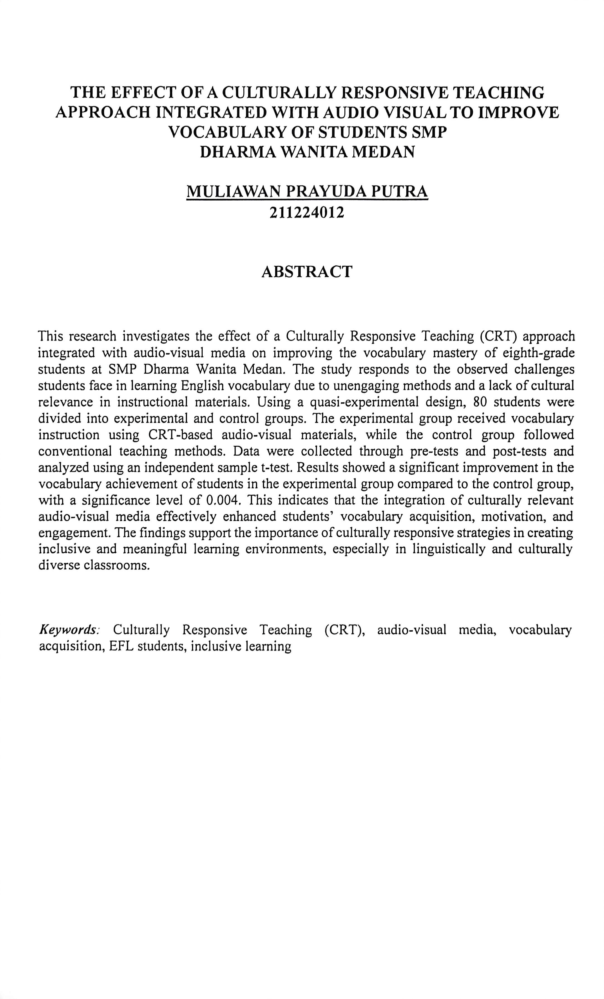 THE EFFECT OF A CULTURALLY RESPONSIVE TEACHING
APPROACH INTEGRATED WITH AUDIO VISUAL TO IMPROVE
VOCABULARY OF STUDENTS SMP
DHARMA WANITA MEDAN
MULIAWAN PRAYUDA PUTRA
211224012
ABSTRACT
This research investigates the effect of a Culturally Responsive Teaching (CRT) approach
integrated with audio-visual media on improving the vocabulary mastery of eighth-grade
students at SMP Dharma Wanita Medan. The study responds to the observed challenges
students face in learning English vocabulary due to unengaging methods and a lack of cultural
relevance in instructional materials. Using a quasi-experimental design, 80 students were
divided into experimental and control groups. The experimental group received vocabulary
instruction using CRT-based audio-visual materials, while the control group followed
conventional teaching methods. Data were collected through pre-tests and post-tests and
analyzed using an independent sample t-test. Results showed a significant improvement in the
vocabulary achievement of students in the experimental group compared to the control group,
with a significance level of 0.004. This indicates that the integration of culturally relevant
audio-visual media effectively enhanced students’ vocabulary acquisition, motivation, and
engagement. The findings support the importance of culturally responsive strategies in creating
inclusive and meaningful learning environments, especially in linguistically and culturally
diverse classrooms.
Keywords: Culturally Responsive Teaching (CRT), audio-visual media, vocabulary
acquisition, EFL students, inclusive learning